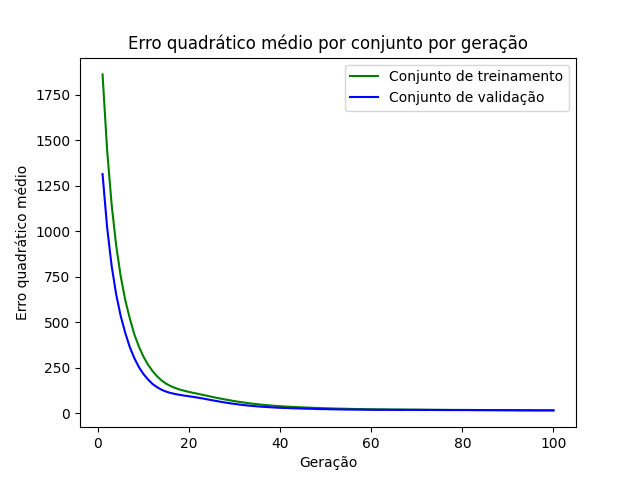 Erro quadrático médio por conjunto por geração
Conjunto de treinamento
Conjunto de validação
Erro quadrático médio
1750
1500
1250
1000
750
500
250
0
0 20 40 60 80 100
Geração